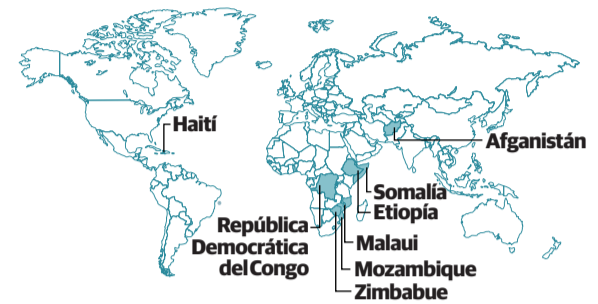 Haití
Afganistán
Somalía
Etiopía
República
Democrática
del Congo
Malaui
Mozambique
Zimbabue